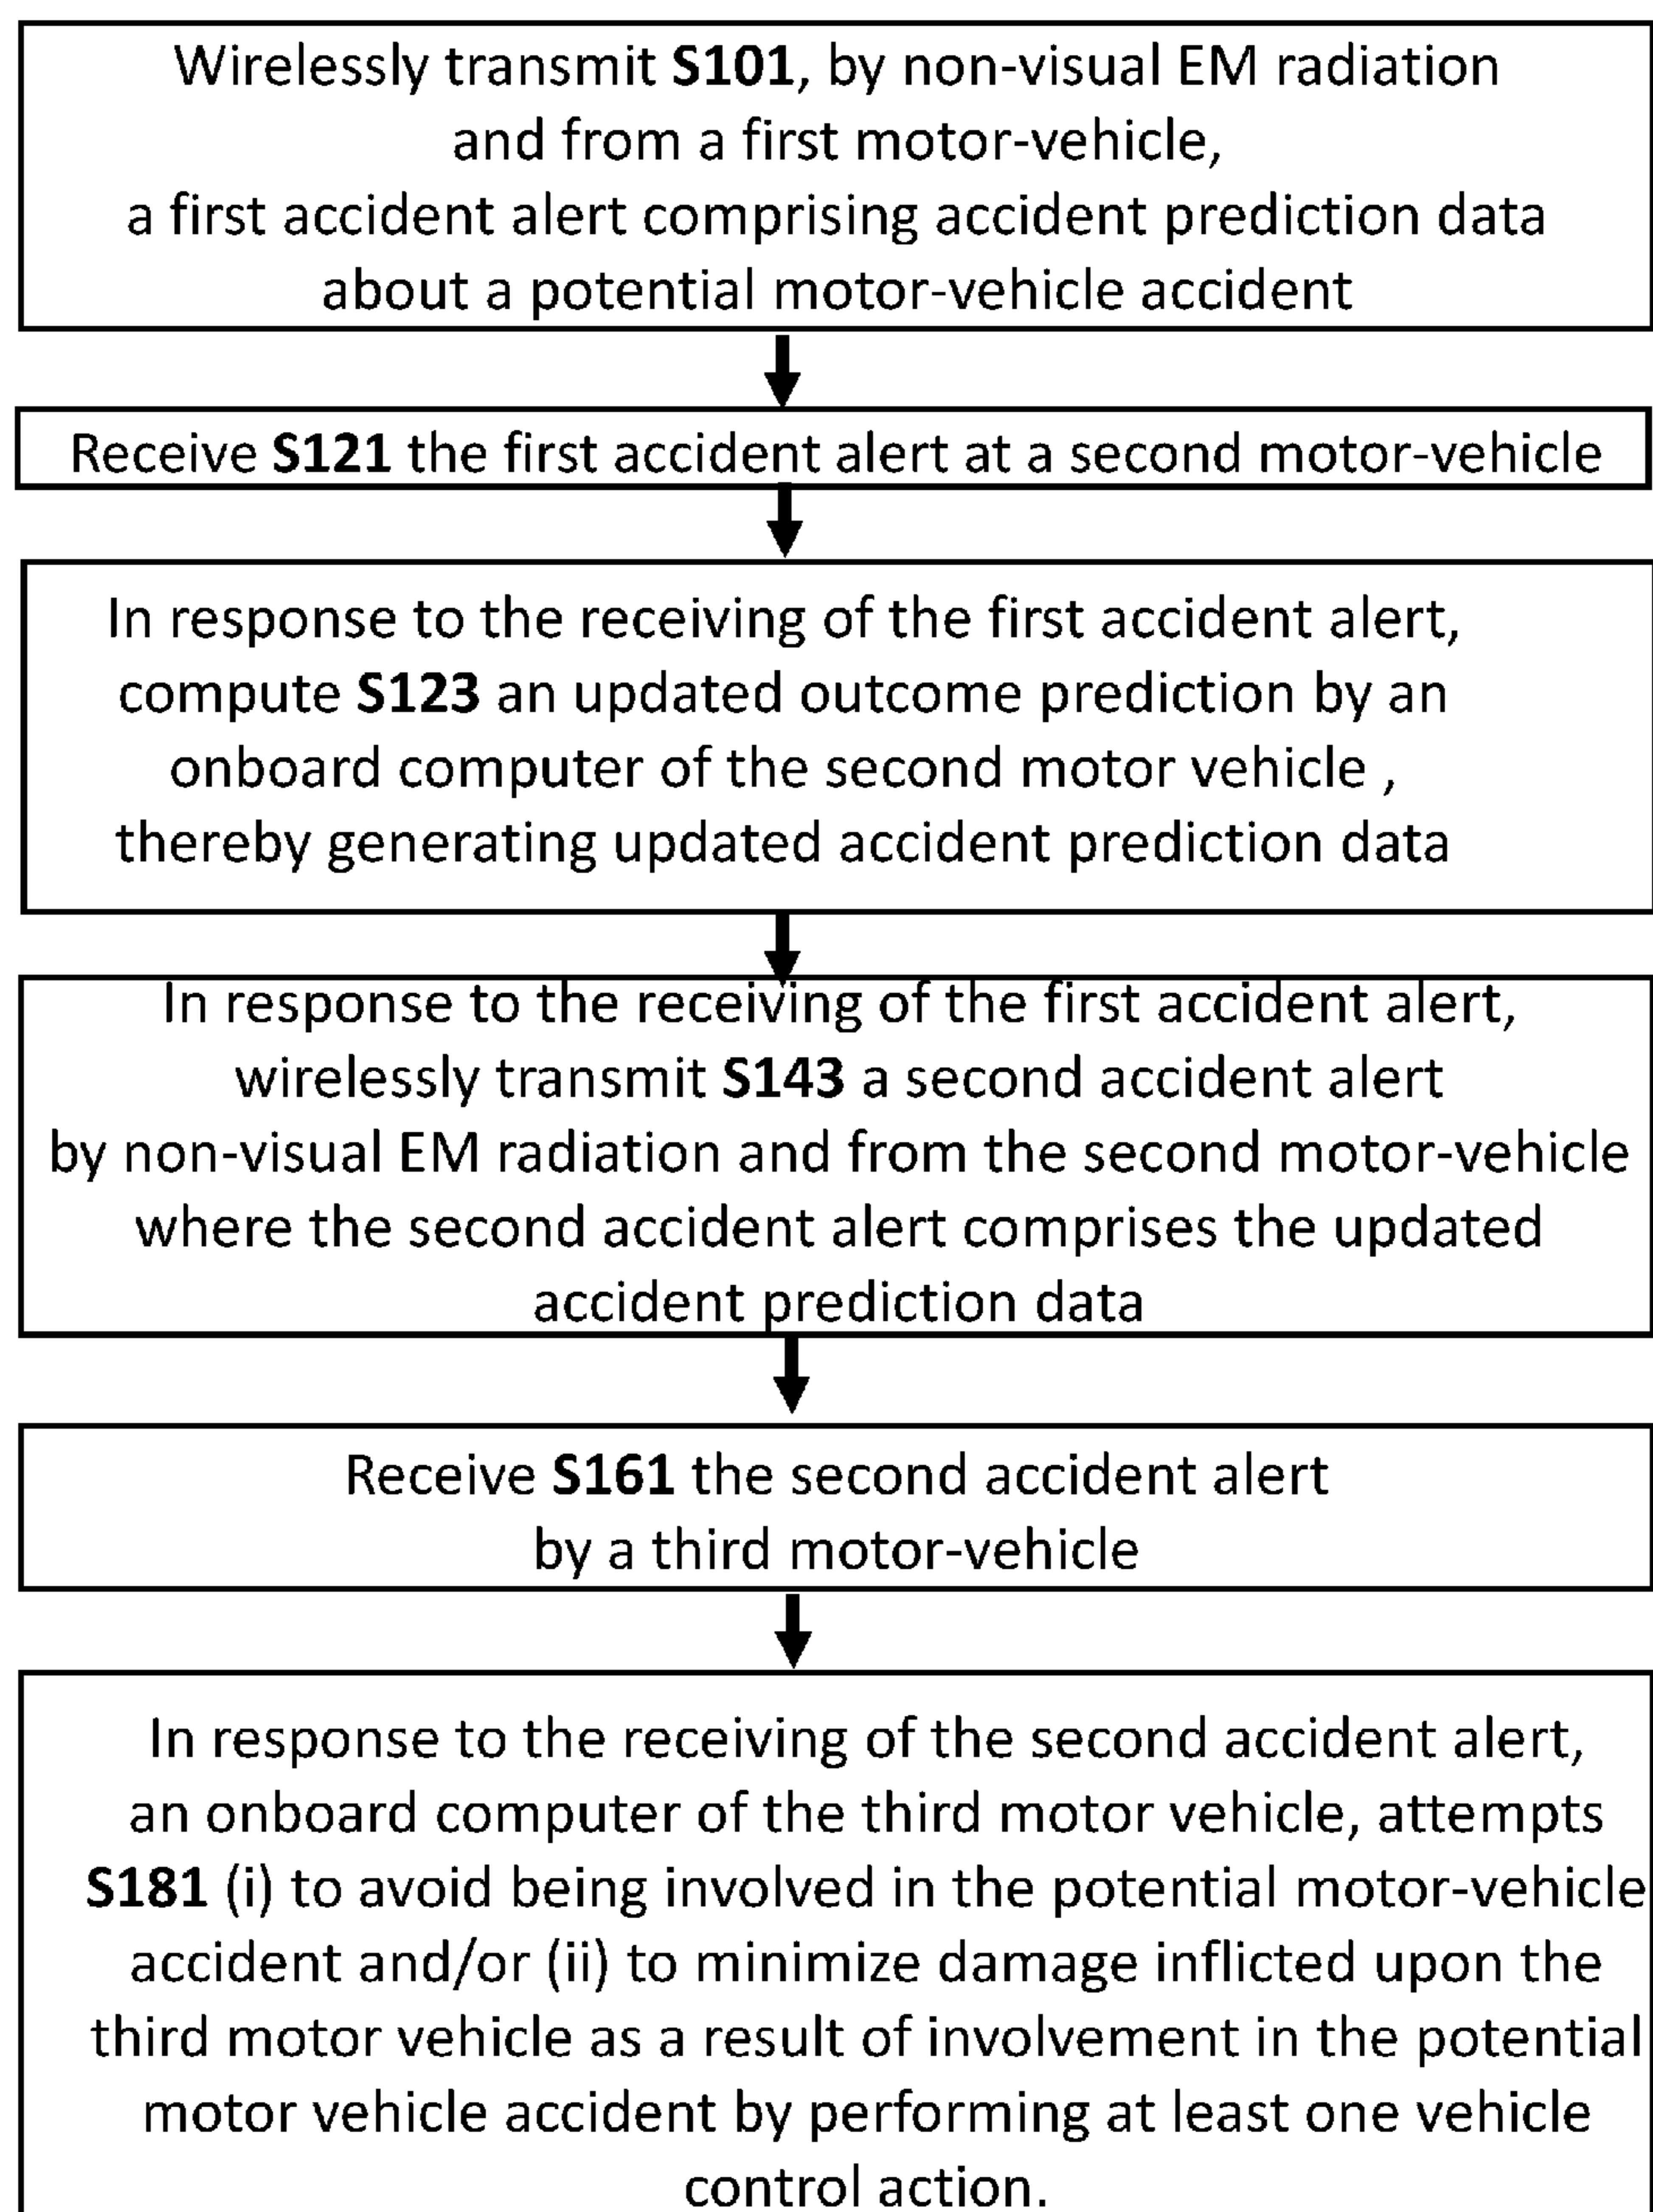 Wirelessly transmit S101, by non-visual EM radiation
and from a first motor-vehicle,
a first accident alert comprising accident prediction data
about a potential motor-vehicle accident
Receive S121 the first accident alert at a second motor-vehicle
In response to the receiving of the first accident alert,
compute S123 an updated outcome prediction by an
onboard computer of the second motor vehicle ,
thereby generating updated accident prediction data
In response to the receiving of the first accident alert,
wirelessly transmit S143 a second accident alert
by non-visual EM radiation and from the second motor-vehicle
where the second accident alert comprises the updated
accident prediction data
Receive S161 the second accident alert
by a third motor-vehicle
In response to the receiving of the second accident alert,
an onboard computer of the third motor vehicle, attempts
S181 (i) to avoid being involved in the potential motor-vehicle
accident and/or (ii) to minimize damage inflicted upon the
third motor vehicle as a result of involvement in the potential
motor vehicle accident by performing at least one vehicle
control action.